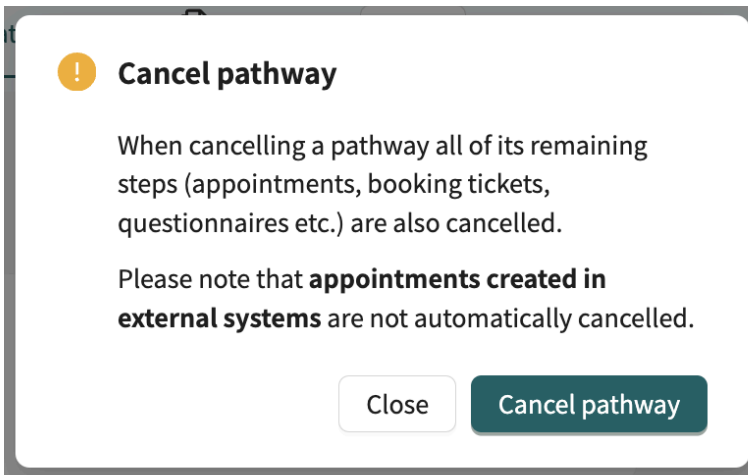 Cancel pathway
When cancelling a pathway all of its remaining
steps (appointments, booking tickets,
questionnaires etc.) are also cancelled.
Please note that appointments created in
external systems are not automatically cancelled.
Close
Cancel pathway